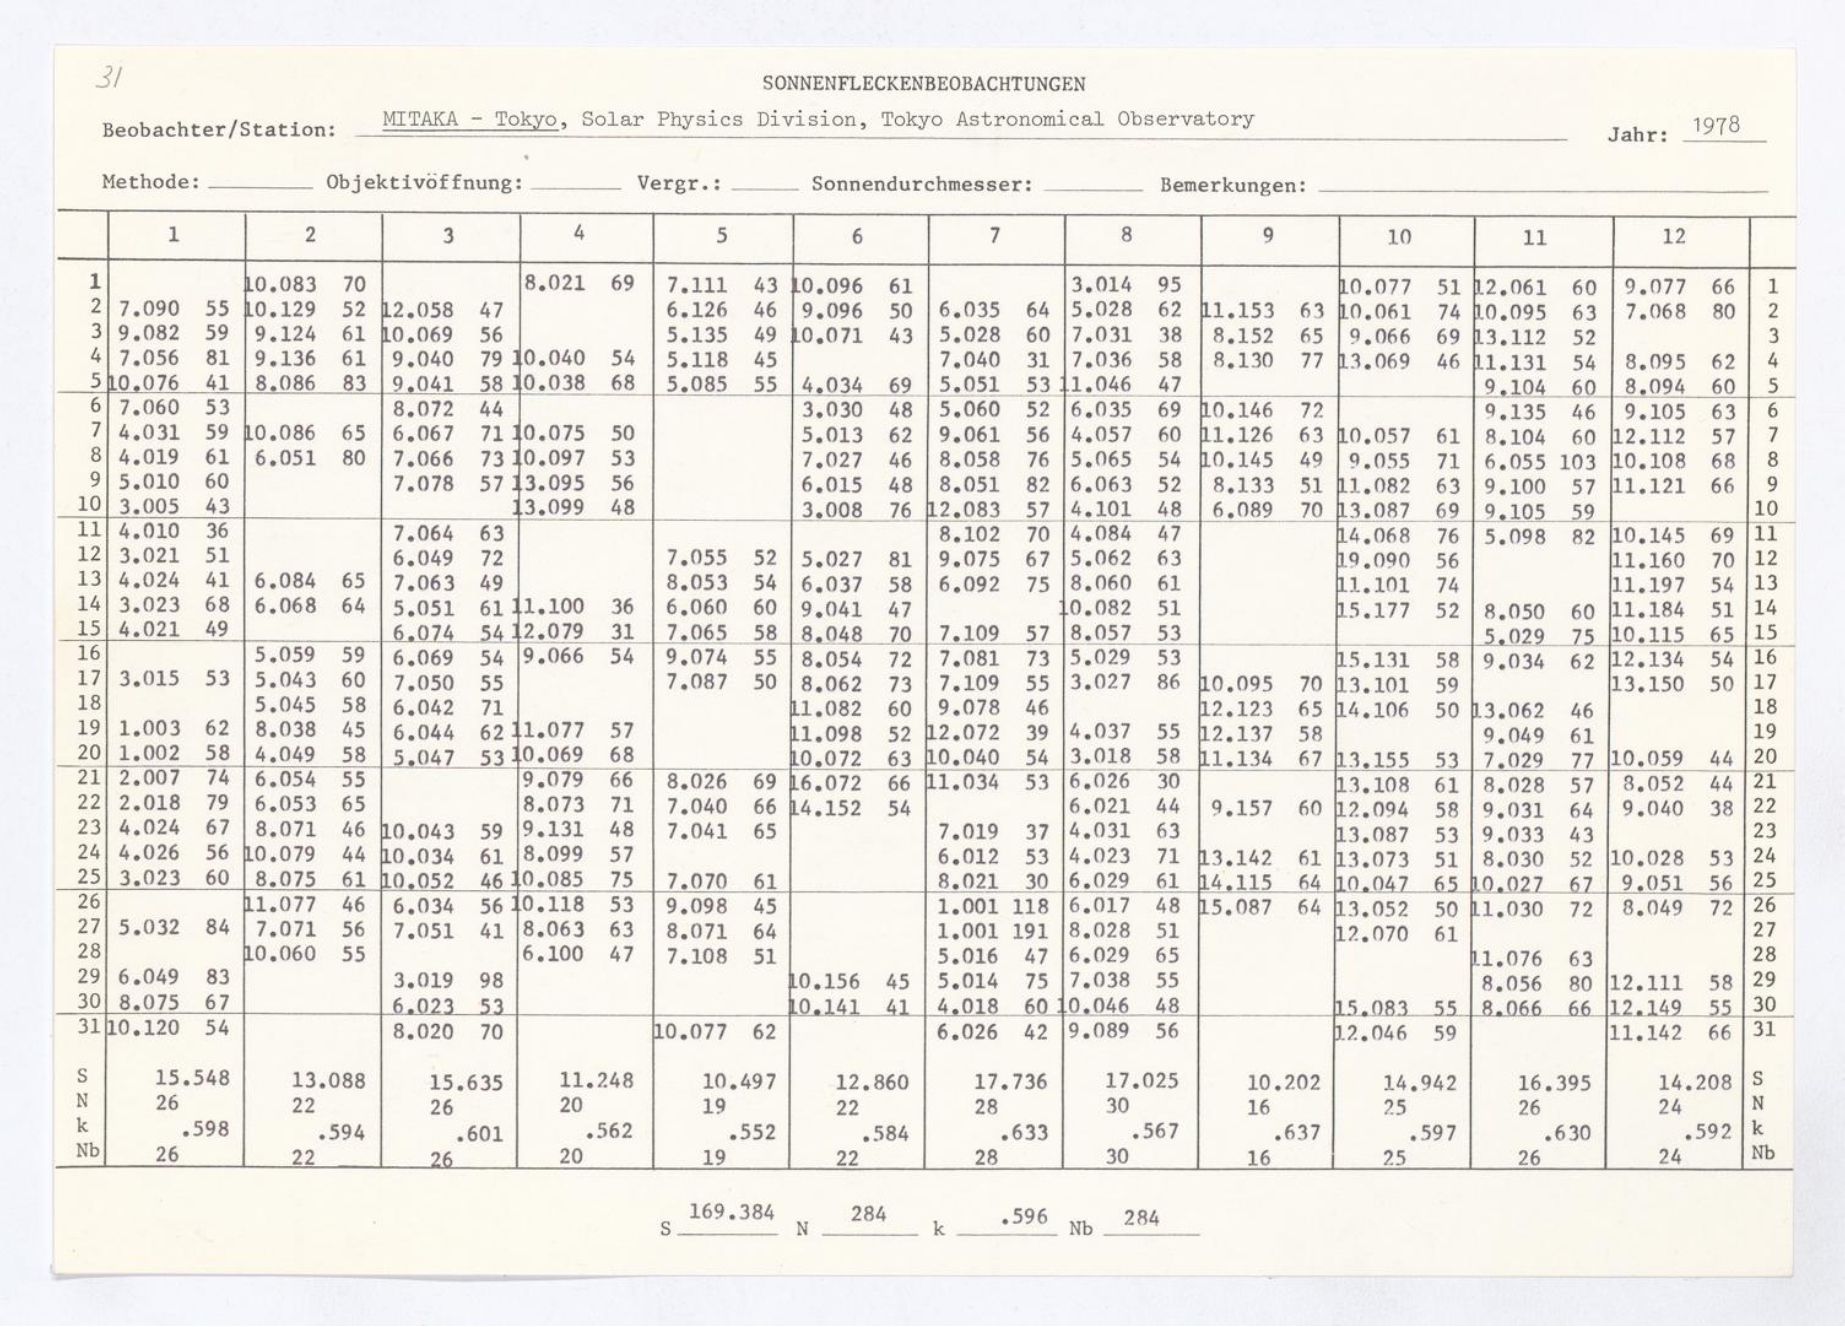 31
SONNENFLECKENBEOBACHTUNGEN
Beobachter/Station: MITAKA - Tokyo, Solar Physics Division, Tokyo Astronomical Observatory Jahr: 1978
Methode: Objektivöffnung: Vergr.: Sonnendurchmesser: Bemerkungen:
1 2 3 4 5 6 7 8 9 10 11 12
1 10.083 70 8.021 69 7.111 43 10.096 61 3.014 95 10.077 51 12.061 60 9.077 66 1
2 7.090 55 10.129 52 12.058 47 6.126 46 9.096 50 6.035 64 5.028 62 11.153 63 10.061 74 10.095 63 7.068 80 2
3 9.082 59 9.124 61 10.069 56 5.135 49 10.071 43 5.028 60 7.031 38 8.152 65 9.066 69 13.112 52 3
4 7.056 81 9.136 61 9.040 79 10.040 54 5.118 45 7.040 31 7.036 58 8.130 77 13.069 46 11.131 54 8.095 62 4
5 10.076 41 8.086 83 9.041 58 10.038 68 5.085 55 4.034 69 5.051 53 11.046 47 9.104 60 8.094 60 5
6 7.060 53 8.072 44 3.030 48 5.060 52 6.035 69 10.146 72 9.135 46 9.105 63 6
7 4.031 59 10.086 65 6.067 71 10.075 50 5.013 62 9.061 56 4.057 60 11.126 63 10.057 61 8.104 60 12.112 57 7
8 4.019 61 6.051 80 7.066 73 10.097 53 7.027 46 8.058 76 5.065 54 10.145 49 9.055 71 6.055 103 10.108 68 8
9 5.010 60 7.078 57 13.095 56 6.015 48 8.051 82 6.063 52 8.133 51 11.082 63 9.100 57 11.121 66 9
10 3.005 43 13.099 48 3.008 76 12.083 57 4.101 48 6.089 70 13.087 69 9.105 59 10
11 4.010 36 7.064 63 8.102 70 4.084 47 14.068 76 5.098 82 10.145 69 11
12 3.021 51 6.049 72 7.055 52 5.027 81 9.075 67 5.062 63 19.090 56 11.160 70 12
13 4.024 41 6.084 65 7.063 49 8.053 54 6.037 58 6.092 75 8.060 61 11.101 74 11.197 54 13
14 3.023 68 6.068 64 5.051 61 11.100 36 6.060 60 9.041 47 10.082 51 15.177 52 8.050 60 11.184 51 14
15 4.021 49 6.074 54 12.079 31 7.065 58 8.048 70 7.109 57 8.057 53 5.029 75 10.115 65 15
16 5.059 59 6.069 54 9.066 54 9.074 55 8.054 72 7.081 73 5.029 53 15.131 58 9.034 62 12.134 54 16
17 3.015 53 5.043 60 7.050 55 7.087 50 8.062 73 7.109 55 3.027 86 10.095 70 13.101 59 13.150 50 17
18 5.045 58 6.042 71 11.082 60 9.078 46 12.123 65 14.106 50 13.062 46 18
19 1.003 62 8.038 45 6.044 62 11.077 57 11.098 52 12.072 39 4.037 55 12.137 58 9.049 61 19
20 1.002 58 4.049 58 5.047 53 10.069 68 10.072 63 10.040 54 3.018 58 11.134 67 13.155 53 7.029 77 10.059 44 20
21 2.007 74 6.054 55 9.079 66 8.026 69 16.072 66 11.034 53 6.026 30 13.108 61 8.028 57 8.052 44 21
22 2.018 79 6.053 65 8.073 71 7.040 66 14.152 54 6.021 44 9.157 60 12.094 58 9.031 64 9.040 38 22
23 4.024 67 8.071 46 10.043 59 9.131 48 7.041 65 7.019 37 4.031 63 13.087 53 9.033 43 23
24 4.026 56 10.079 44 10.034 61 8.099 57 6.012 53 4.023 71 13.142 61 13.073 51 8.030 52 10.028 53 24
25 3.023 60 8.075 61 10.052 46 10.085 75 7.070 61 8.021 30 6.029 61 14.115 64 10.047 65 10.027 67 9.051 56 25
26 11.077 46 6.034 56 10.118 53 9.098 45 1.001 118 6.017 48 15.087 64 13.052 50 11.030 72 8.049 72 26
27 5.032 84 7.071 56 7.051 41 8.063 63 8.071 64 1.001 191 8.028 51 12.070 61 27
28 10.060 55 6.100 47 7.108 51 5.016 47 6.029 65 11.076 63 28
29 6.049 83 3.019 98 10.156 45 5.014 75 7.038 55 8.056 80 12.111 58 29
30 8.075 67 6.023 53 10.141 41 4.018 60 10.046 48 15.083 55 8.066 66 12.149 55 30
31 10.120 54 8.020 70 10.077 62 6.026 42 9.089 56 12.046 59 11.142 66 31
S 15.548 13.088 15.635 11.248 10.497 12.860 17.736 17.025 10.202 14.942 16.395 14.208 S
N 26 22 26 20 19 22 28 30 16 25 26 24 N
k .598 .594 .601 .562 .552 .584 .633 .567 .637 .597 .630 .592 k
Nb 26 22 26 20 19 22 28 30 16 25 26 24 Nb
S 169.384 N 284 k .596 Nb 284